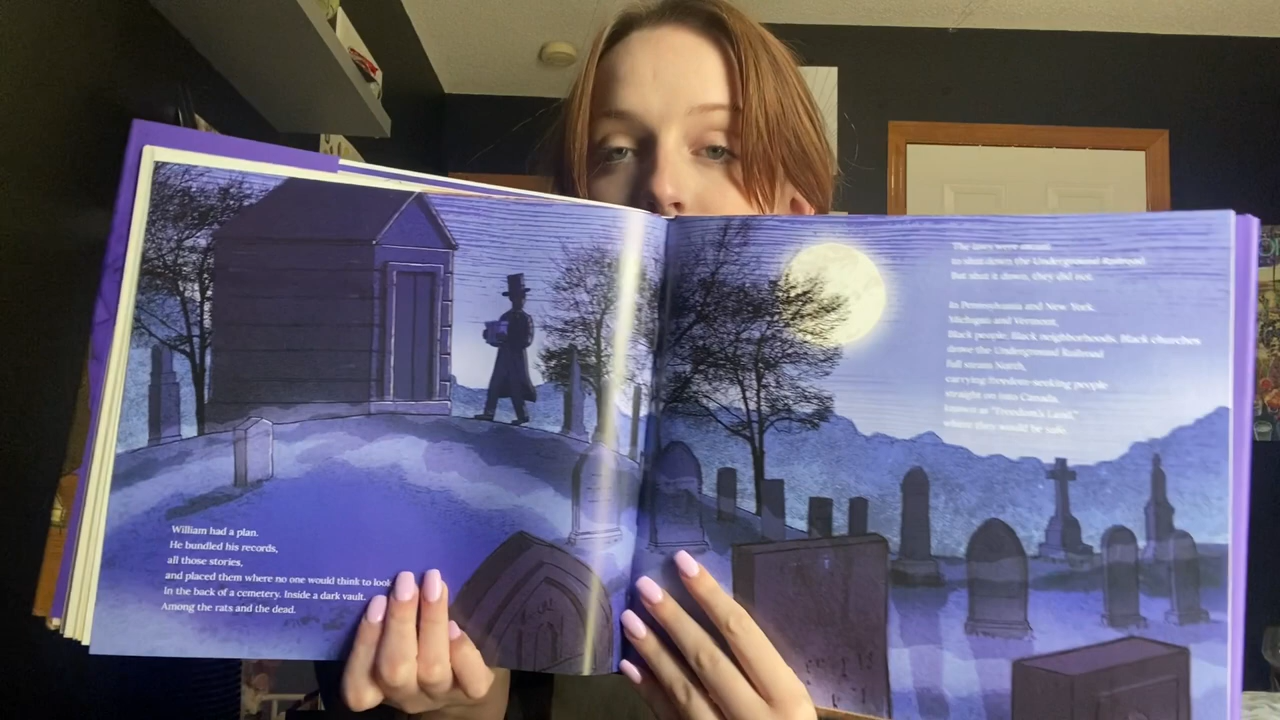 William had a plan.
He bundled his records,
all those stories,
and placed them where no one would think to look
In the back of a cemetery. Inside a dark vault.
Among the rats and the dead.
The laws were meant
to shut down the Underground Railroad
But shut it down, they did not.
In Pennsylvania and New York,
Michigan and Vermont,
Black people, Black neighborhoods, Black churches
drove the Underground Railroad
full steam North,
carrying freedom-seeking people
straight on into Canada,
known as "Freedom's Land,"
where they would be safe.